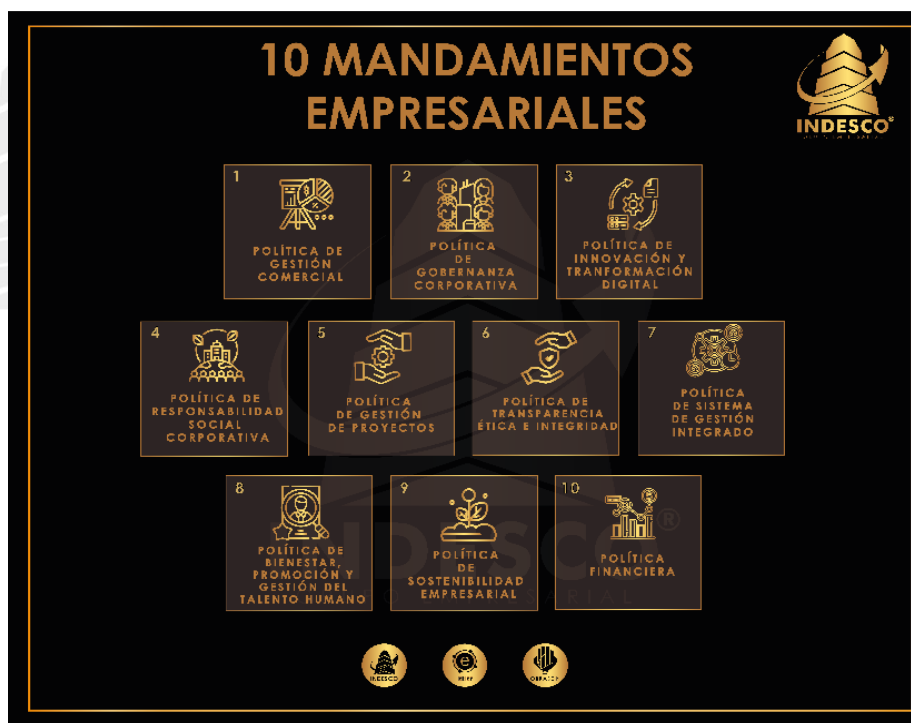 10 MANDAMIENTOS
EMPRESARIALES
INDESCO®
1
POLÍTICA DE
GESTIÓN
COMERCIAL
2
POLÍTICA
DE
GOBERNANZA
CORPORATIVA
3
POLÍTICA DE
INNOVACIÓN Y
TRANFORMACIÓN
DIGITAL
4
POLÍTICA DE
RESPONSABILIDAD
SOCIAL
CORPORATIVA
5
POLÍTICA
DE GESTIÓN
DE PROYECTOS
6
POLÍTICA DE
TRANSPARENCIA
ÉTICA E INTEGRIDAD
7
POLÍTICA
DE SISTEMA
DE GESTIÓN
INTEGRADO
8
POLÍTICA DE
BIENESTAR,
PROMOCIÓN Y
GESTIÓN DEL
TALENTO HUMANO
9
POLÍTICA
DE
SOSTENIBILIDAD
EMPRESARIAL
10
POLÍTICA
FINANCIERA
INDESCO